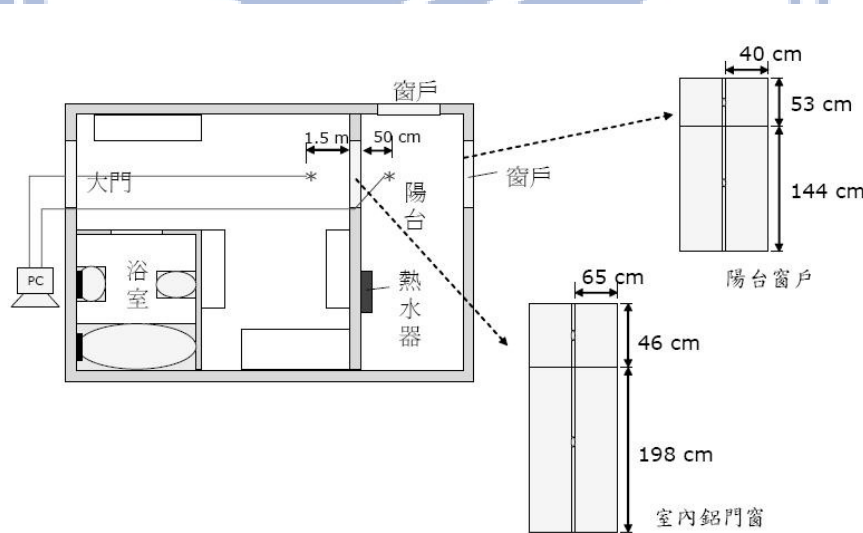 40 cm
53 cm
144 cm
陽台窗戶
窗戶
1.5 m
50 cm
大門
陽台
窗戶
PC
浴室
熱水器
65 cm
46 cm
198 cm
室內鋁門窗